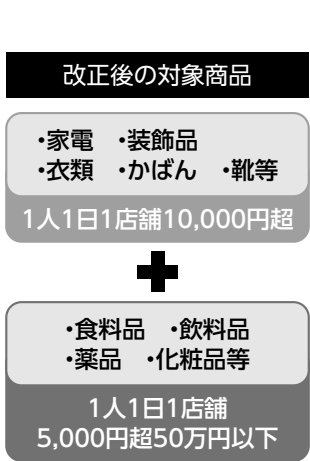 改正後の対象商品
・家電　・装飾品
・衣類　・かばん　・靴等
1人1日1店舗10,000円超
・食料品　・飲料品
・薬品　・化粧品等
1人1日1店舗
5,000円超50万円以下